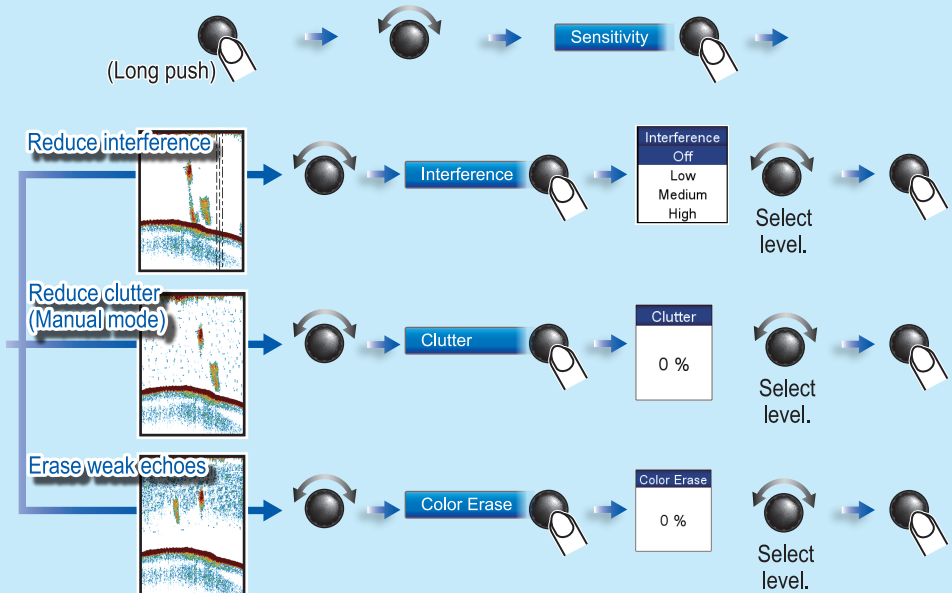 (Long push)
Sensitivity
Reduce interference
Interference
Interference
Off
Low
Medium
High
Select
level.
Reduce clutter
(Manual mode)
Clutter
Clutter
0 %
Select
level.
Erase weak echoes
Color Erase
Color Erase
0 %
Select
level.